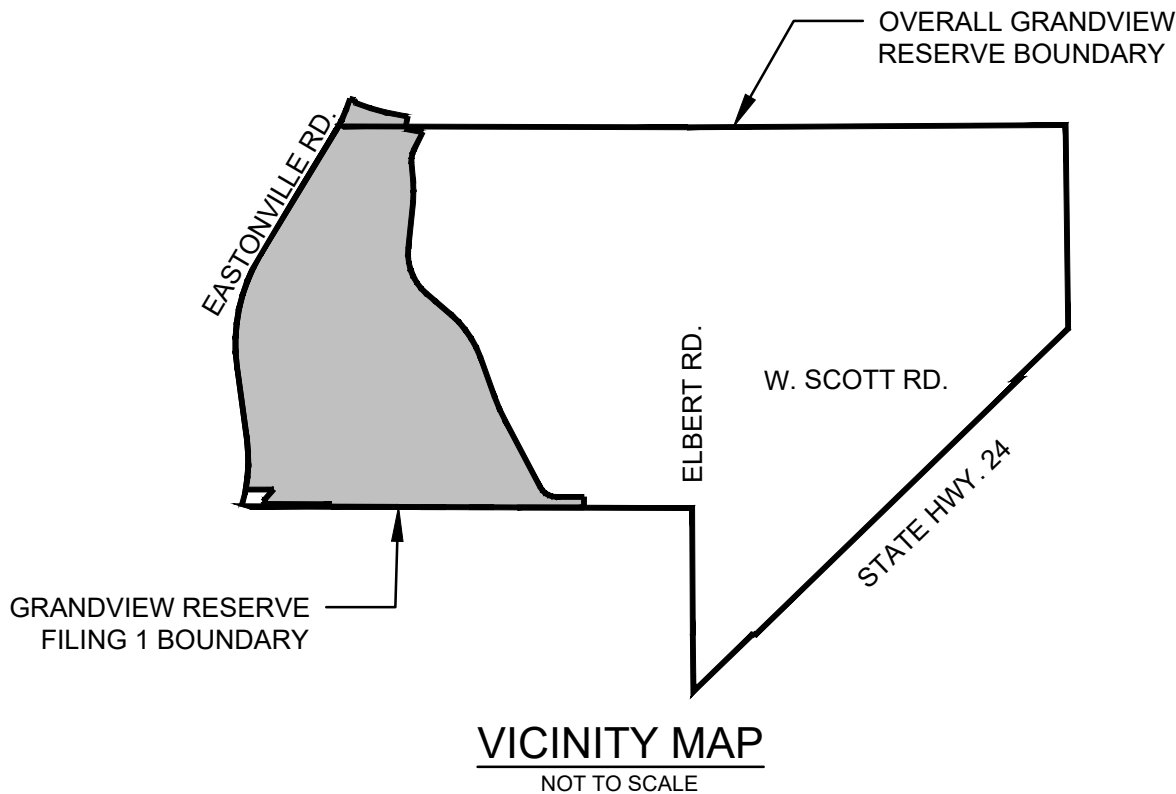 OVERALL GRANDVIEW
RESERVE BOUNDARY
EASTONVILLE RD.
ELBERT RD.
W. SCOTT RD.
STATE HWY. 24
GRANDVIEW RESERVE
FILING 1 BOUNDARY
VICINITY MAP
NOT TO SCALE